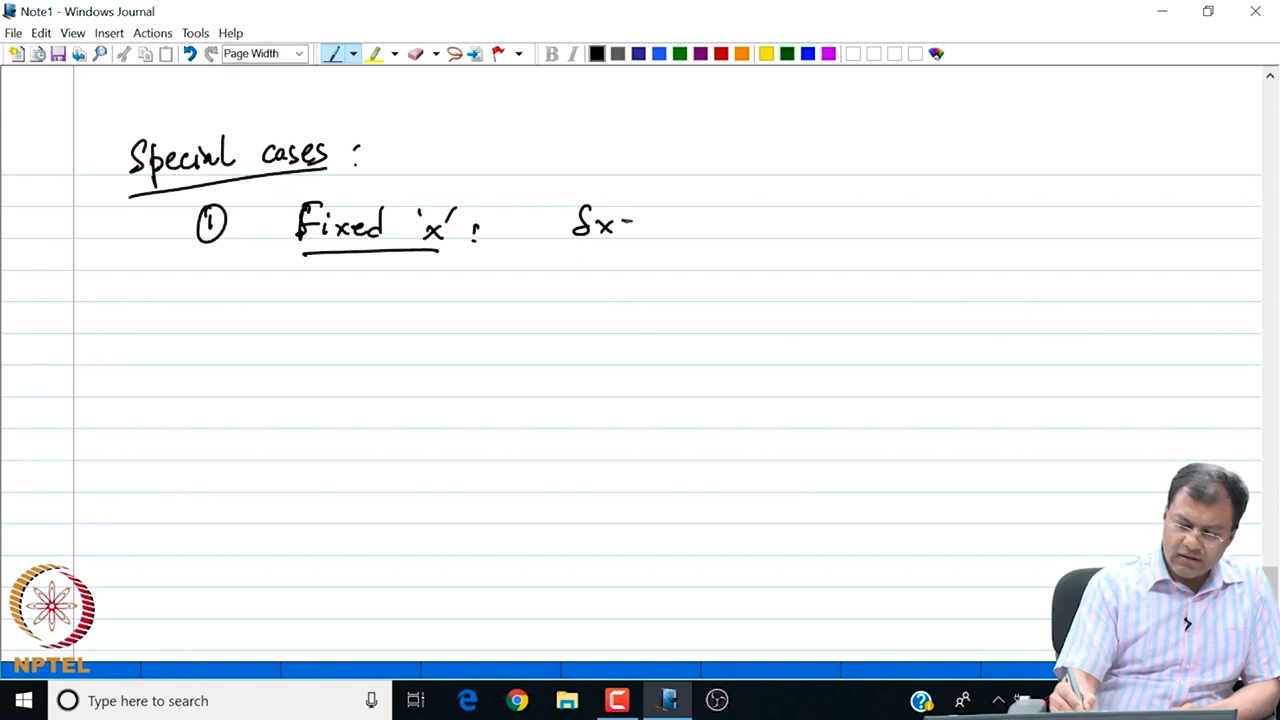 Note1 - Windows Journal
File Edit View Insert Actions Tools Help
Page Width
B I
Special cases :
① Fixed 'x' : δx -
NPTEL
Type here to search